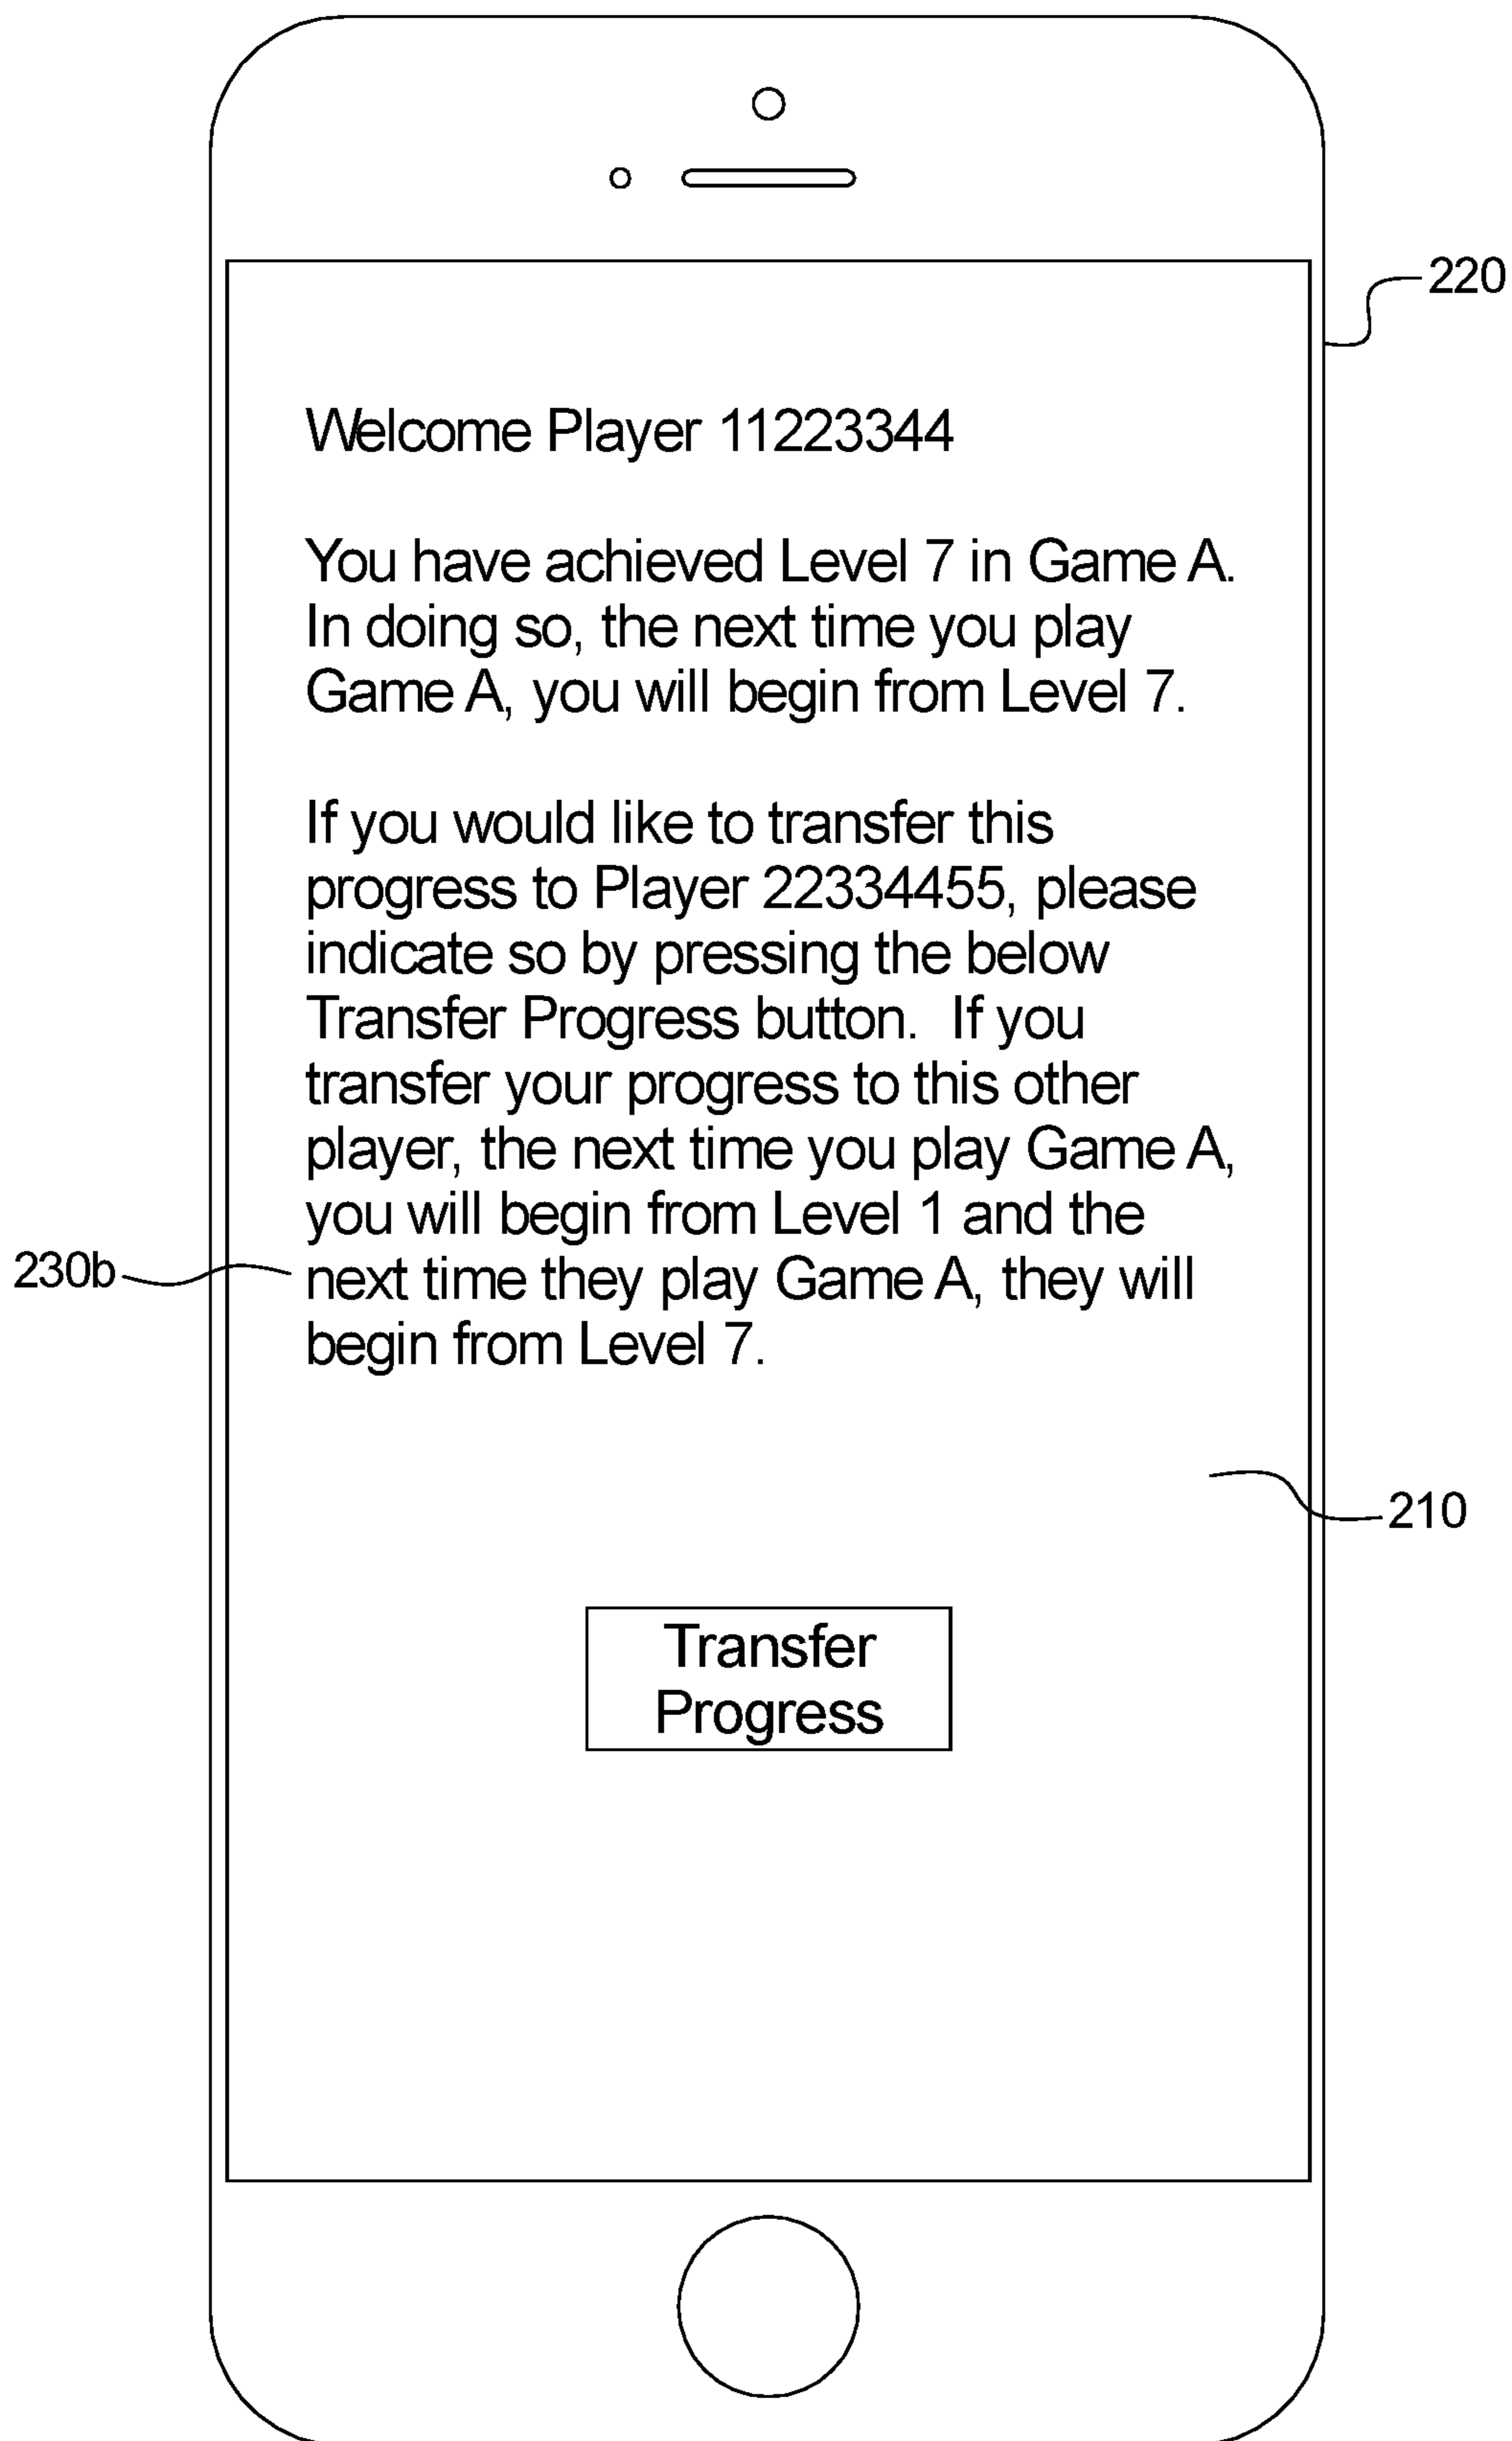 220
Welcome Player 11223344
You have achieved Level 7 in Game A.
In doing so, the next time you play
Game A, you will begin from Level 7.
If you would like to transfer this
progress to Player 22334455, please
indicate so by pressing the below
Transfer Progress button.  If you
transfer your progress to this other
player, the next time you play Game A,
you will begin from Level 1 and the
230b
next time they play Game A, they will
begin from Level 7.
210
Transfer
Progress